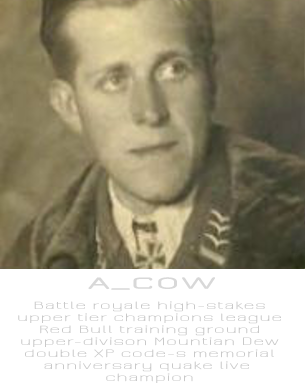 A_COW
Battle royale high-stakes
upper tier champions league
Red Bull training ground
upper-divison Mountian Dew
double XP code-s memorial
anniversary quake live
champion